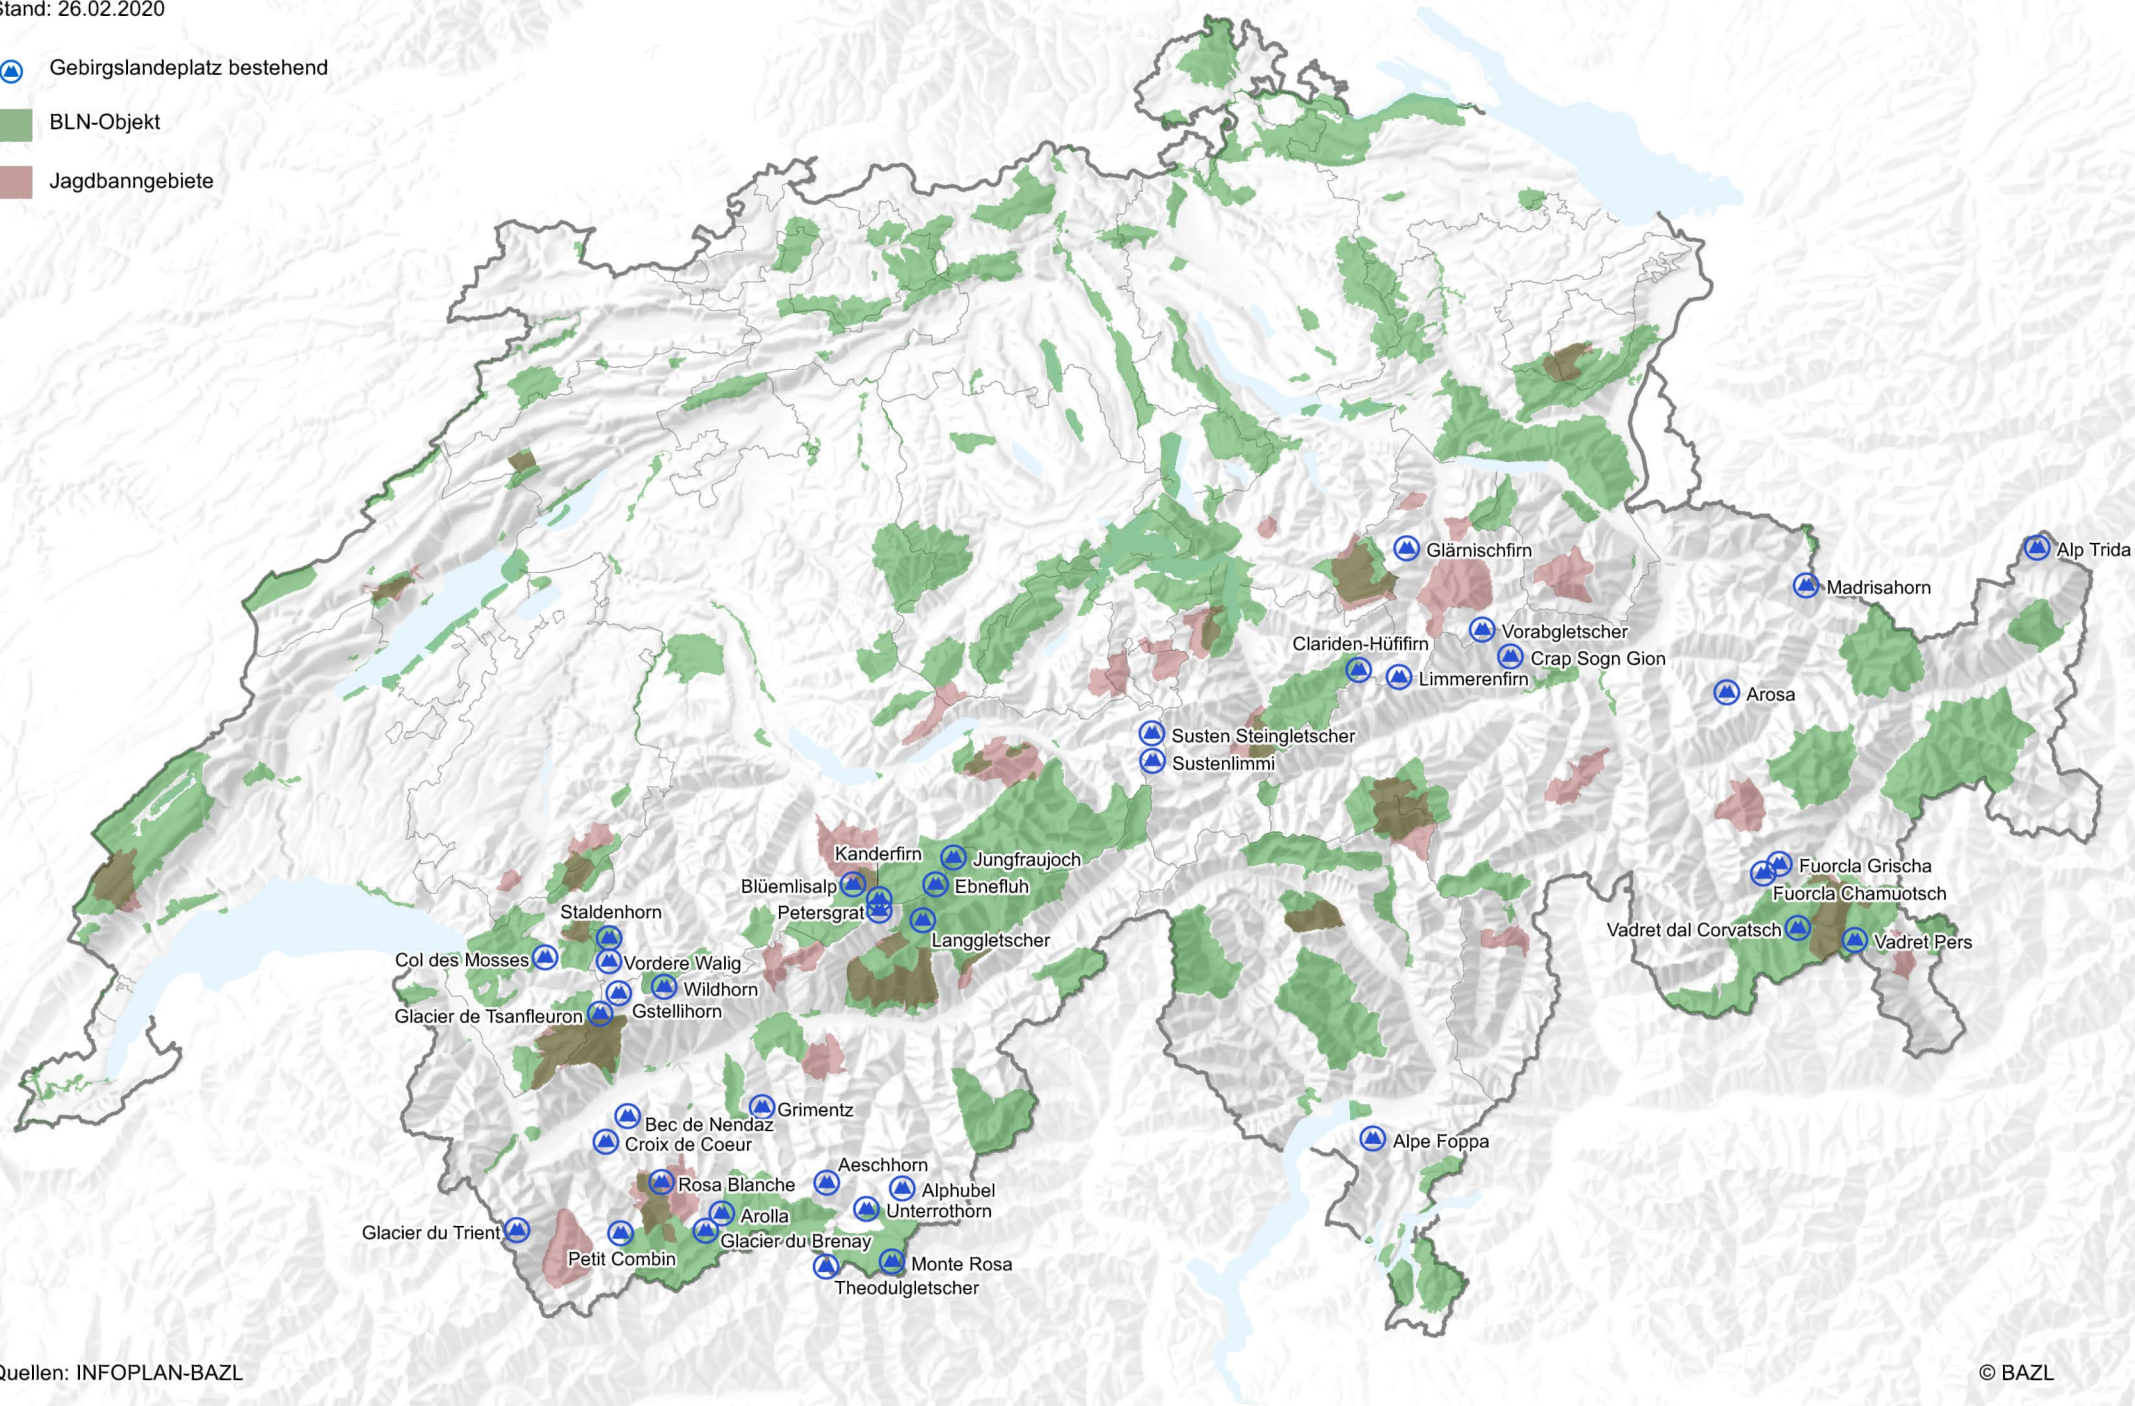 Stand: 26.02.2020
Gebirgslandeplatz bestehend
BLN-Objekt
Jagdbanngebiete
Glärnischfirn
Alp Trida
Madrisahorn
Vorabgletscher
Clariden-Hüfifirn
Crap Sogn Gion
Limmerenfirn
Arosa
Susten Steingletscher
Sustenlimmi
Kanderfirn
Jungfraujoch
Blüemlisalp
Ebnefluh
Petersgrat
Langgletscher
Fuorcla Grischa
Fuorcla Chamuotsch
Vadret dal Corvatsch
Vadret Pers
Staldenhorn
Col des Mosses
Vordere Walig
Wildhorn
Glacier de Tsanfleuron
Gstellihorn
Grimentz
Bec de Nendaz
Croix de Coeur
Alpe Foppa
Aeschhorn
Rosa Blanche
Alphubel
Arolla
Unterrothorn
Glacier du Trient
Glacier du Brenay
Petit Combin
Monte Rosa
Theodulgletscher
Quellen: INFOPLAN-BAZL
© BAZL